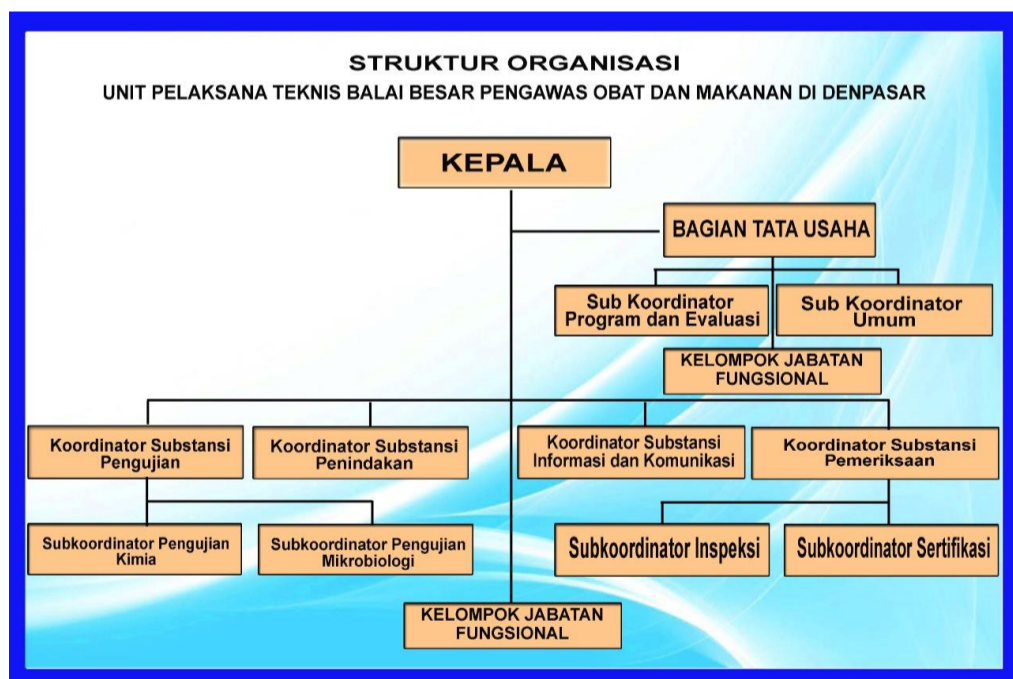 STRUKTUR ORGANISASI
UNIT PELAKSANA TEKNIS BALAI BESAR PENGAWAS OBAT DAN MAKANAN DI DENPASAR
KEPALA
BAGIAN TATA USAHA
Sub Koordinator
Program dan Evaluasi
Sub Koordinator
Umum
KELOMPOK JABATAN
FUNGSIONAL
Koordinator Substansi
Pengujian
Koordinator Substansi
Penindakan
Koordinator Substansi
Informasi dan Komunikasi
Koordinator Substansi
Pemeriksaan
Subkoordinator Pengujian
Kimia
Subkoordinator Pengujian
Mikrobiologi
Subkoordinator Inspeksi
Subkoordinator Sertifikasi
KELOMPOK JABATAN
FUNGSIONAL